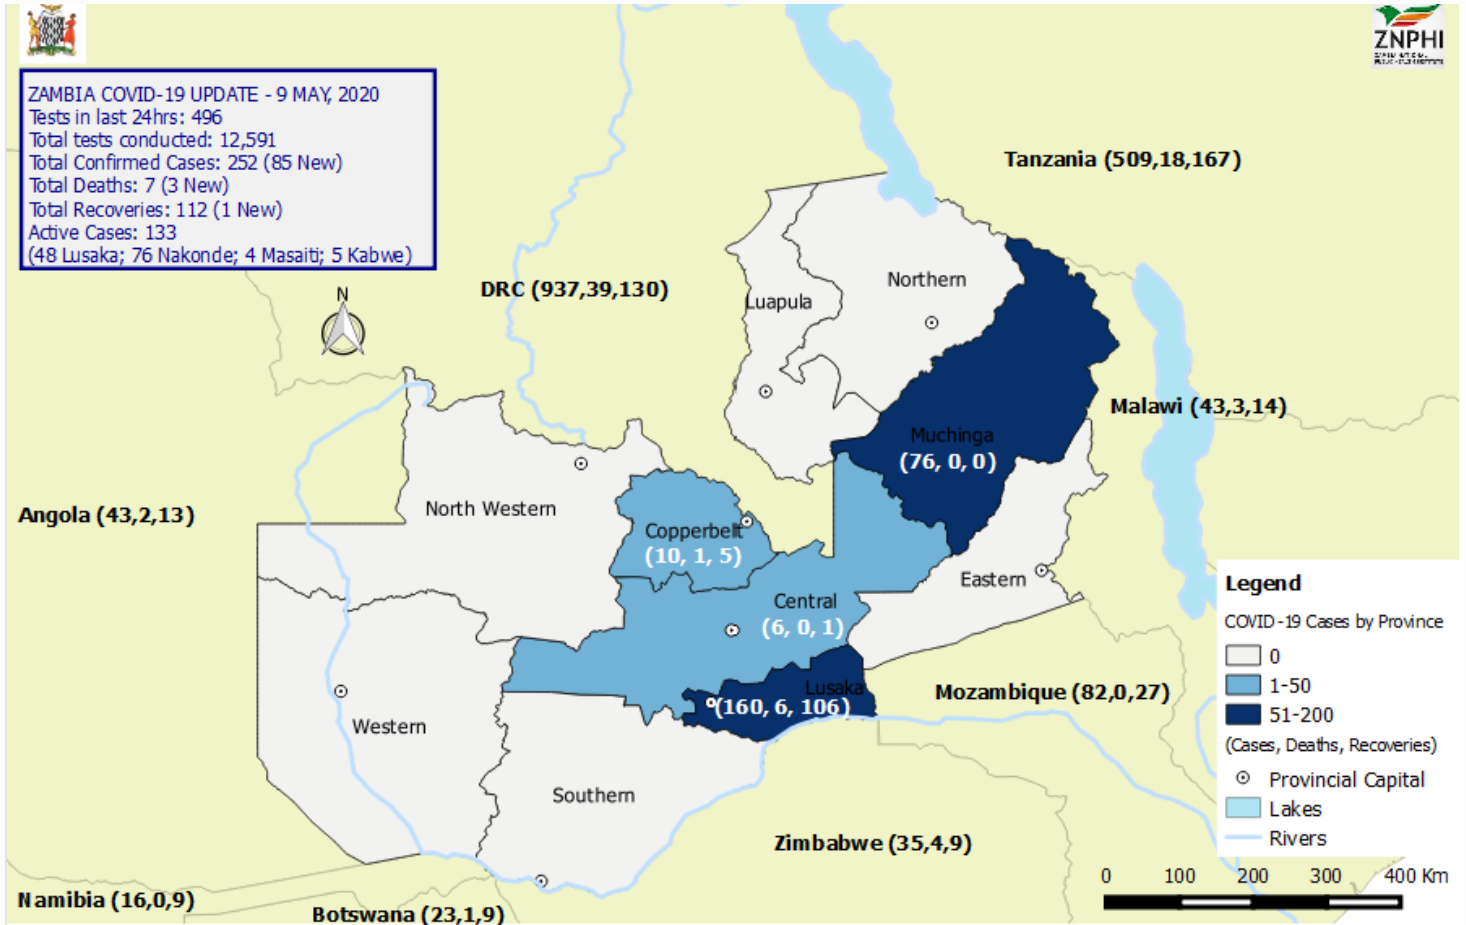 ZNPHI
ZAMBIA COVID-19 UPDATE - 9 MAY, 2020
Tests in last 24hrs: 496
Total tests conducted: 12,591
Total Confirmed Cases: 252 (85 New)
Total Deaths: 7 (3 New)
Total Recoveries: 112 (1 New)
Active Cases: 133
(48 Lusaka; 76 Nakonde; 4 Masaiti; 5 Kabwe)
Tanzania (509,18,167)
N
DRC (937,39,130)
Northern
Luapula
Malawi (43,3,14)
Muchinga
(76, 0, 0)
North Western
Angola (43,2,13)
Copperbelt
(10, 1, 5)
Eastern
Central
(6, 0, 1)
Lusaka
(160, 6, 106)
Mozambique (82,0,27)
Western
Southern
Zimbabwe (35,4,9)
Namibia (16,0,9)
Botswana (23,1,9)
Legend
COVID-19 Cases by Province
0
1-50
51-200
(Cases, Deaths, Recoveries)
Provincial Capital
Lakes
Rivers
0 100 200 300 400 Km